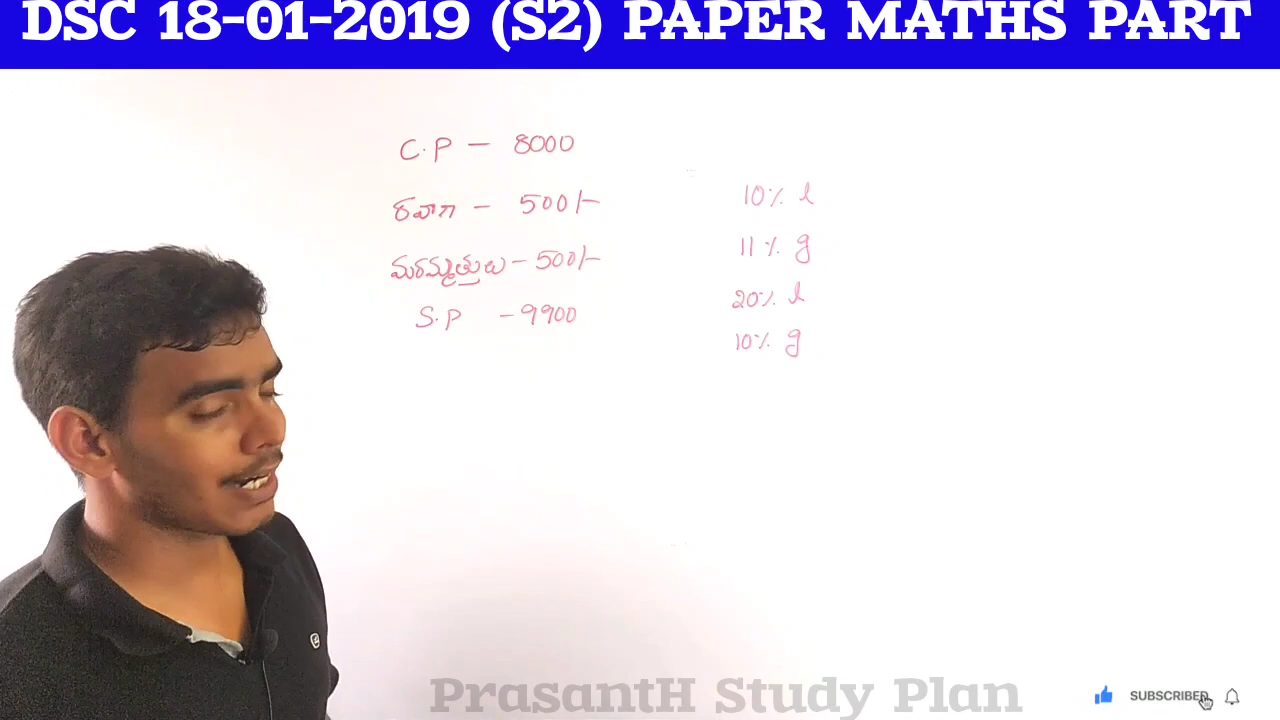 DSC 18-01-2019 (S2) PAPER MATHS PART
C.P – 8000
రవాణా – 500/-
మరమ్మత్తులు – 500/-
S.P – 9900
10% l
11% g
20% l
10% g
PrasantH Study Plan
SUBSCRIBED